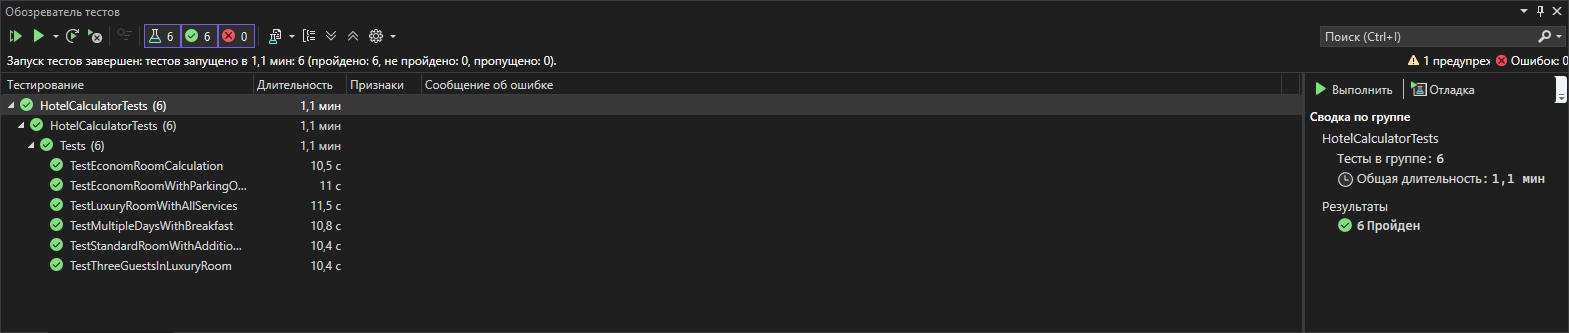 Обозреватель тестов
6 6 0
Поиск (Ctrl+I)
Запуск тестов завершен: тестов запущено в 1,1 мин: 6 (пройдено: 6, не пройдено: 0, пропущено: 0).
1 предупреx Ошибок: 0
Тестирование Длительность Признаки Сообщение об ошибке
HotelCalculatorTests (6) 1,1 мин
HotelCalculatorTests (6) 1,1 мин
Tests (6) 1,1 мин
TestEconomRoomCalculation 10,5 с
TestEconomRoomWithParkingO... 11 с
TestLuxuryRoomWithAllServices 11,5 с
TestMultipleDaysWithBreakfast 10,8 с
TestStandardRoomWithAdditio... 10,4 с
TestThreeGuestsInLuxuryRoom 10,4 с
Выполнить Отладка
Сводка по группе
HotelCalculatorTests
Тесты в группе: 6
Общая длительность: 1,1 мин
Результаты
6 Пройден